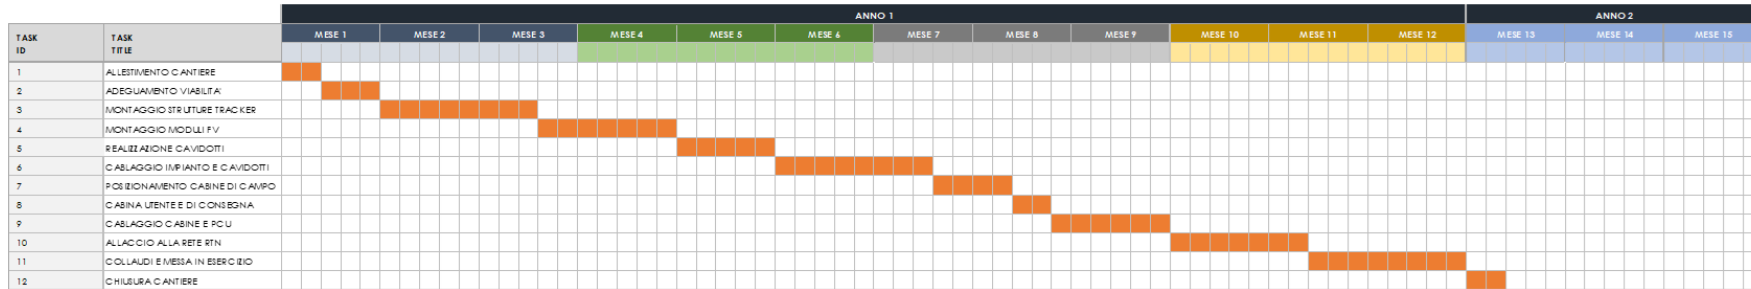 ANNO 1 ANNO 2
TASK ID TASK TITLE MESE 1 MESE 2 MESE 3 MESE 4 MESE 5 MESE 6 MESE 7 MESE 8 MESE 9 MESE 10 MESE 11 MESE 12 MESE 13 MESE 14 MESE 15
1 ALLESTIMENTO CANTIERE
2 ADEGUAMENTO VIABILITA'
3 MONTAGGIO STRUTTURE TRACKER
4 MONTAGGIO MODULI FV
5 REALIZZAZIONE CAVIDOTTI
6 CABLAGGIO IMPIANTO E CAVIDOTTI
7 POSIZIONAMENTO CABINE DI CAMPO
8 CABINA UTENTE E DI CONSEGNA
9 CABLAGGIO CABINE E PCU
10 ALLACCIO ALLA RETE RTN
11 COLLAUDI E MESSA IN ESERCIZIO
12 CHIUSURA CANTIERE